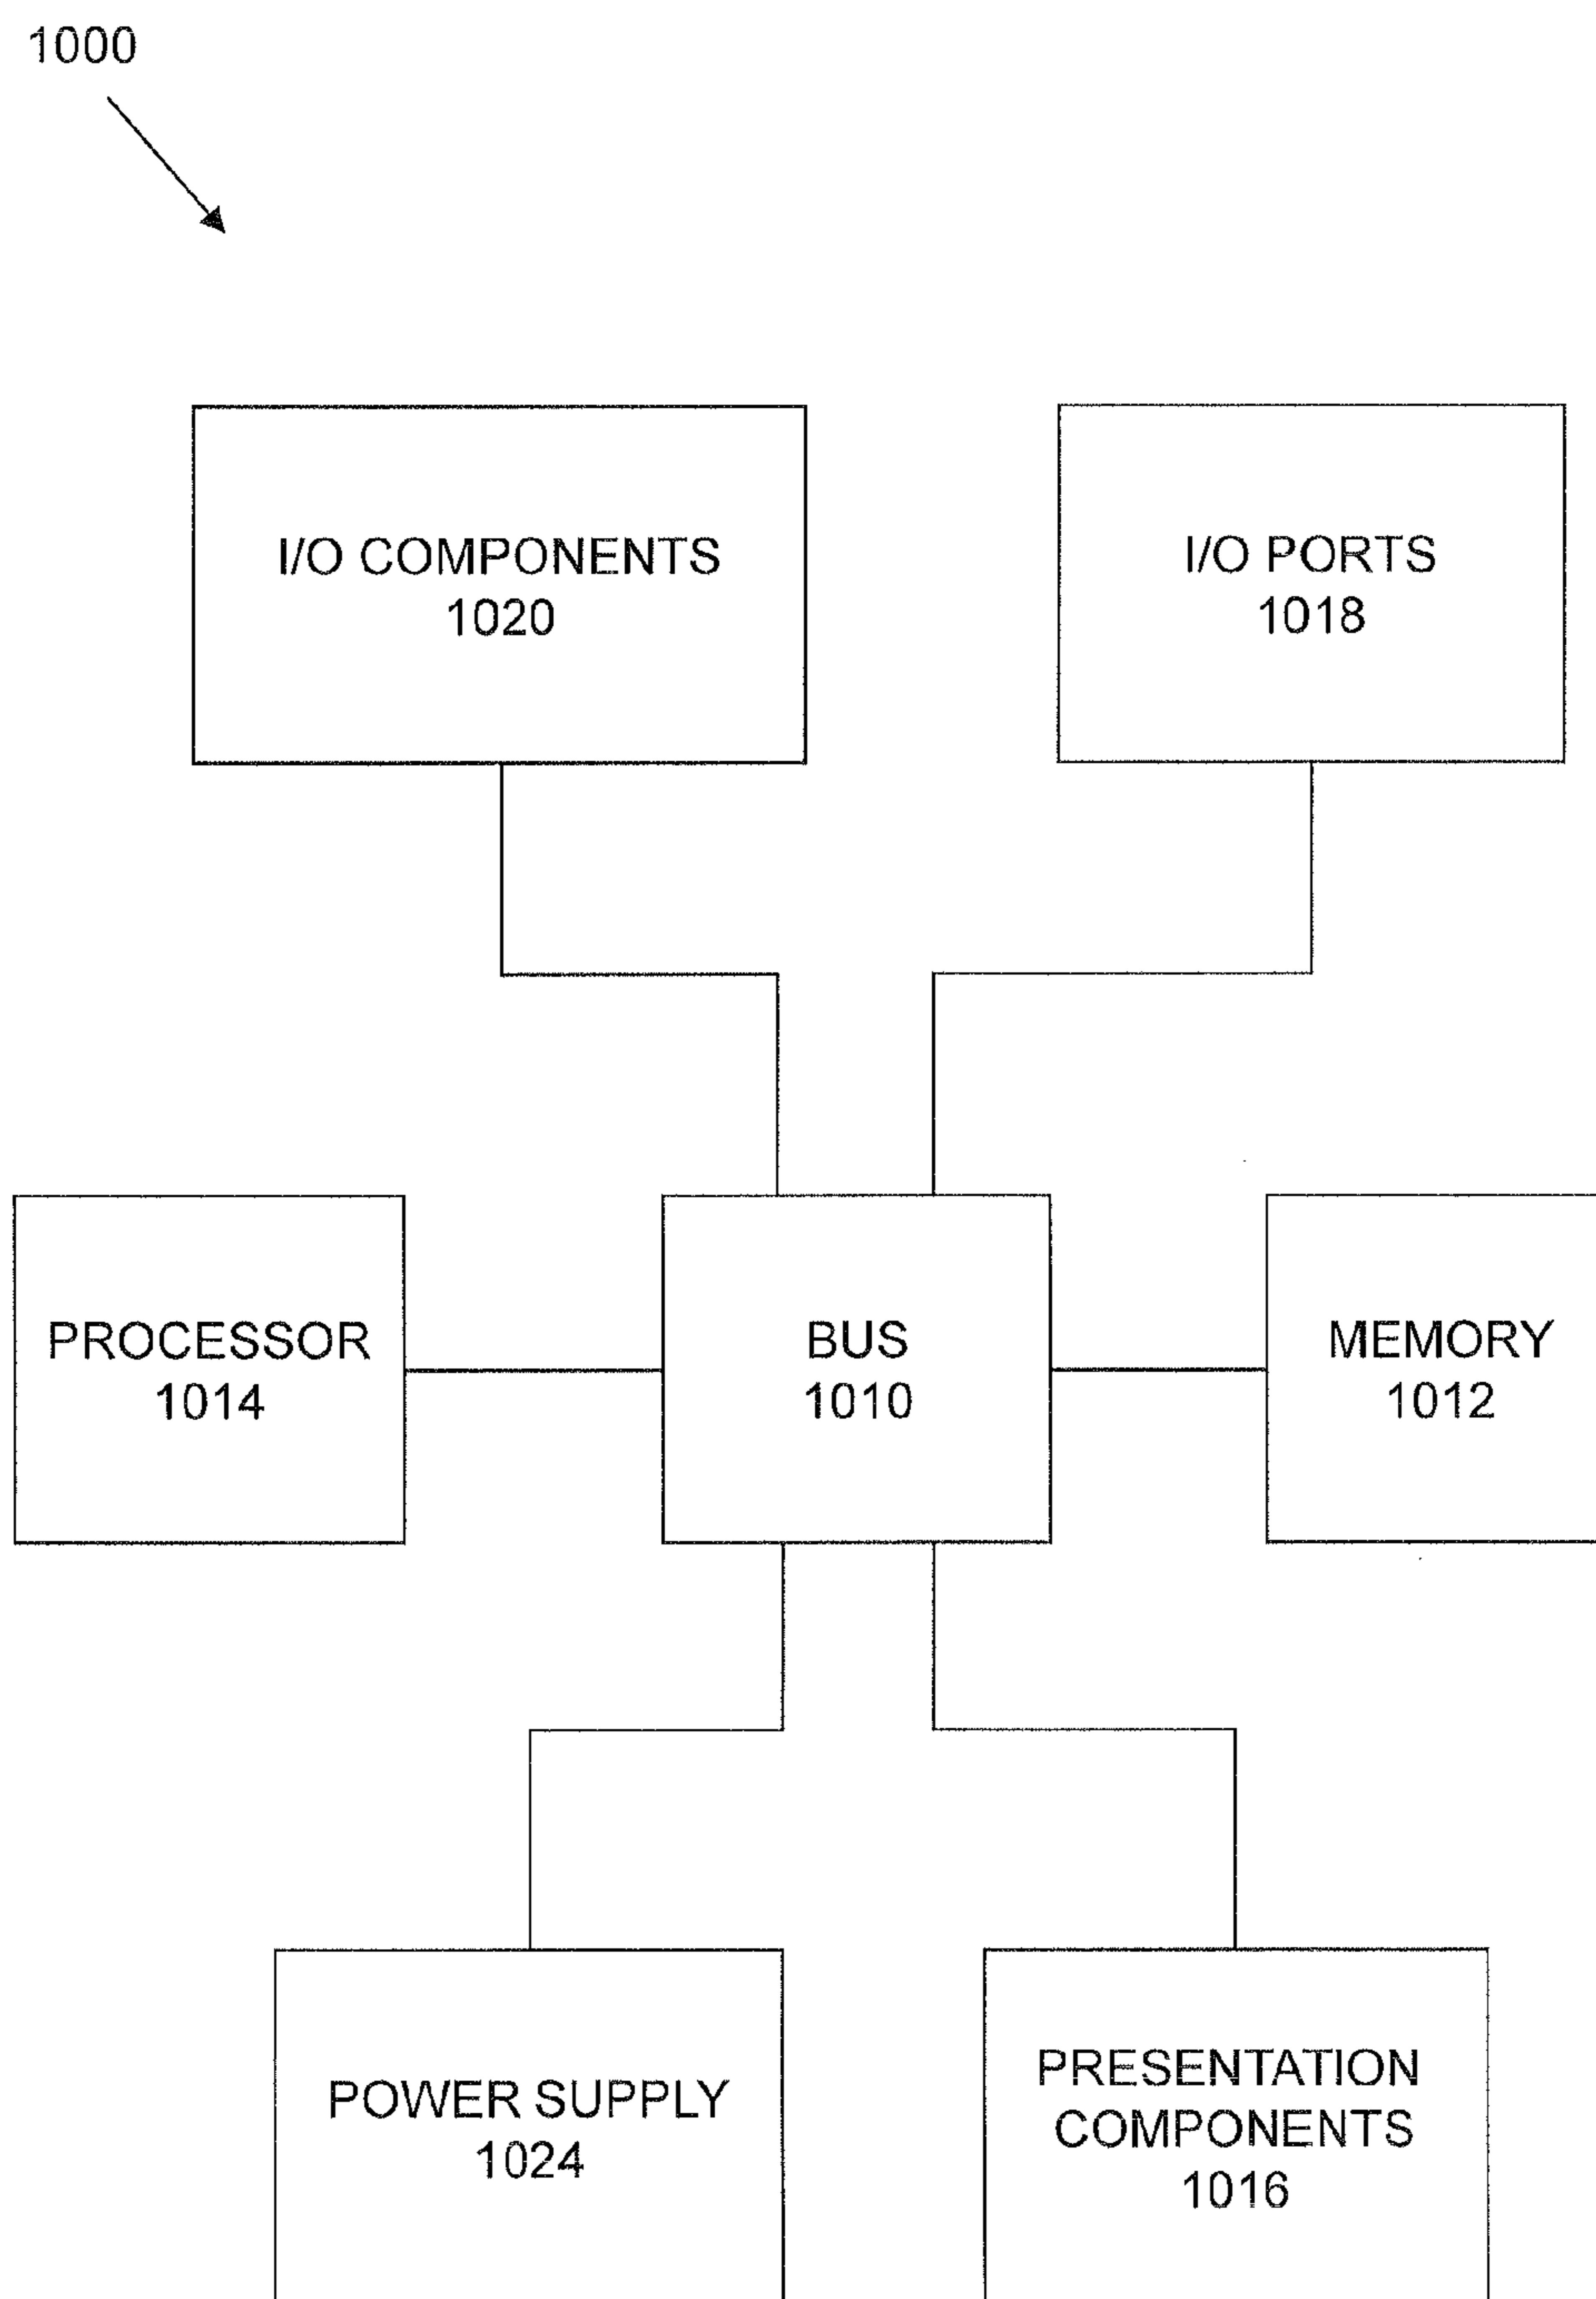 1000
I/O COMPONENTS
1020
I/O PORTS
1018
PROCESSOR
1014
BUS
1010
MEMORY
1012
POWER SUPPLY
1024
PRESENTATION
COMPONENTS
1016